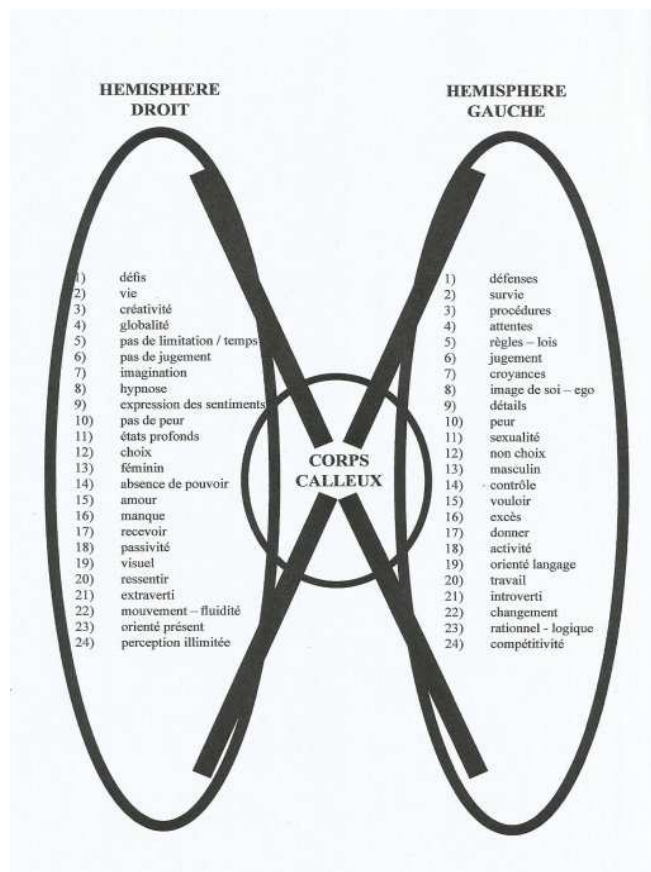 HEMISPHERE
DROIT
1) défis
2) vie
3) créativité
4) globalité
5) pas de limitation / temps
6) pas de jugement
7) imagination
8) hypnose
9) expression des sentiments
10) pas de peur
11) états profonds
12) choix
13) féminin
14) absence de pouvoir
15) amour
16) manque
17) recevoir
18) passivité
19) visuel
20) ressentir
21) extraverti
22) mouvement – fluidité
23) orienté présent
24) perception illimitée
CORPS
CALLEUX
HEMISPHERE
GAUCHE
1) défenses
2) survie
3) procédures
4) attentes
5) règles – lois
6) jugement
7) croyances
8) image de soi – ego
9) détails
10) peur
11) sexualité
12) non choix
13) masculin
14) contrôle
15) vouloir
16) excès
17) donner
18) activité
19) orienté langage
20) travail
21) introverti
22) changement
23) rationnel - logique
24) compétitivité